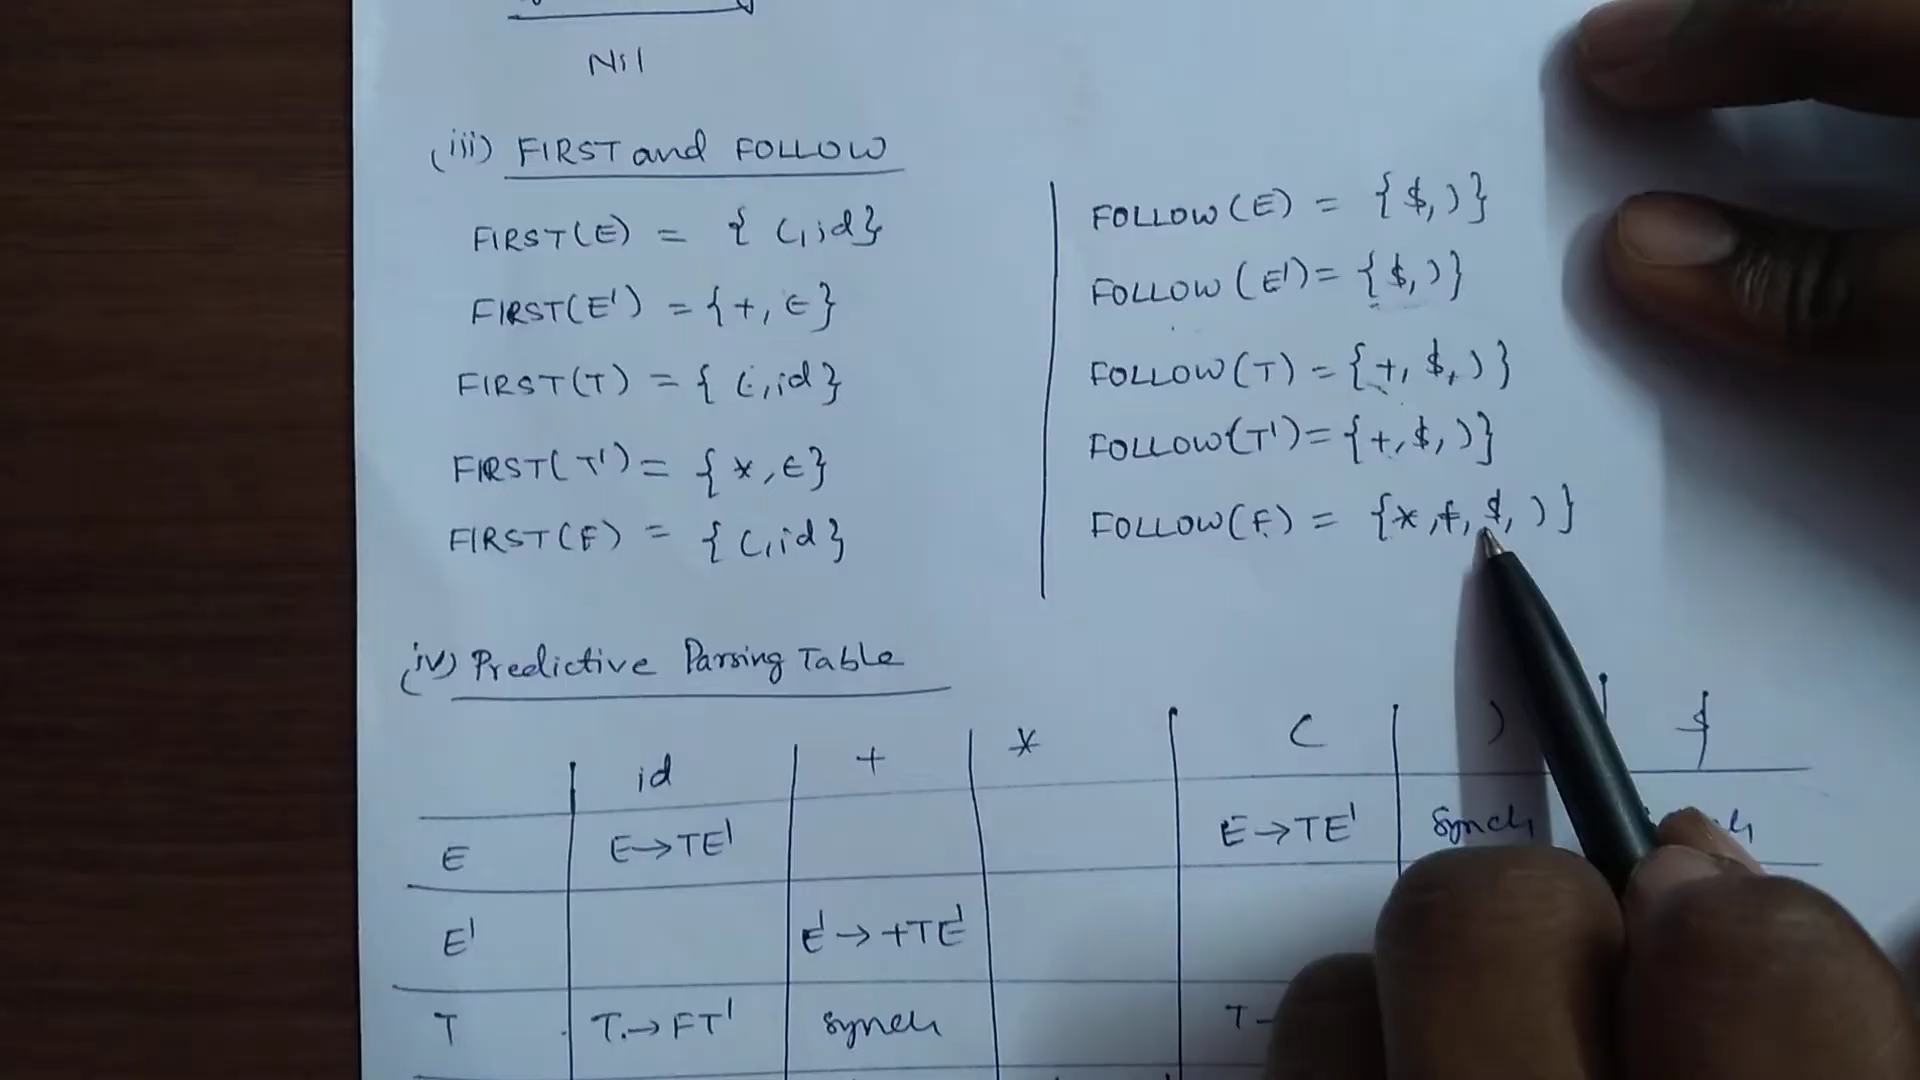 Nil
(iii) FIRST and FOLLOW
FIRST(E) = { (, id}
FIRST(E') = {+, ε}
FIRST(T) = { (, id}
FIRST(T') = { *, ε}
FIRST(F) = { (, id}
FOLLOW(E) = {$, )}
FOLLOW(E') = {$, )}
FOLLOW(T) = {+, $, )}
FOLLOW(T') = {+, $, )}
FOLLOW(F) = {*, +, $, )}
(iv) Predictive Parsing Table
id + * ( ) $
E E→TE' E→TE' Synch
E' E'→+TE'
T T→FT' synch T→